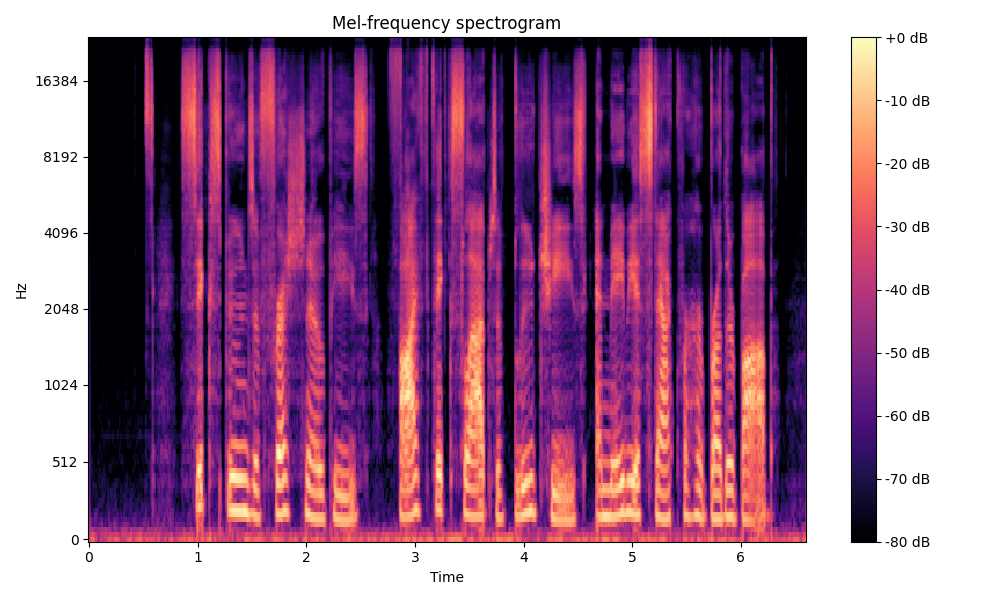 Mel-frequency spectrogram
+0 dB
16384
-10 dB
8192
-20 dB
-30 dB
4096
Hz
-40 dB
2048
-50 dB
1024
-60 dB
512
-70 dB
0
-80 dB
0 1 2 3 4 5 6
Time